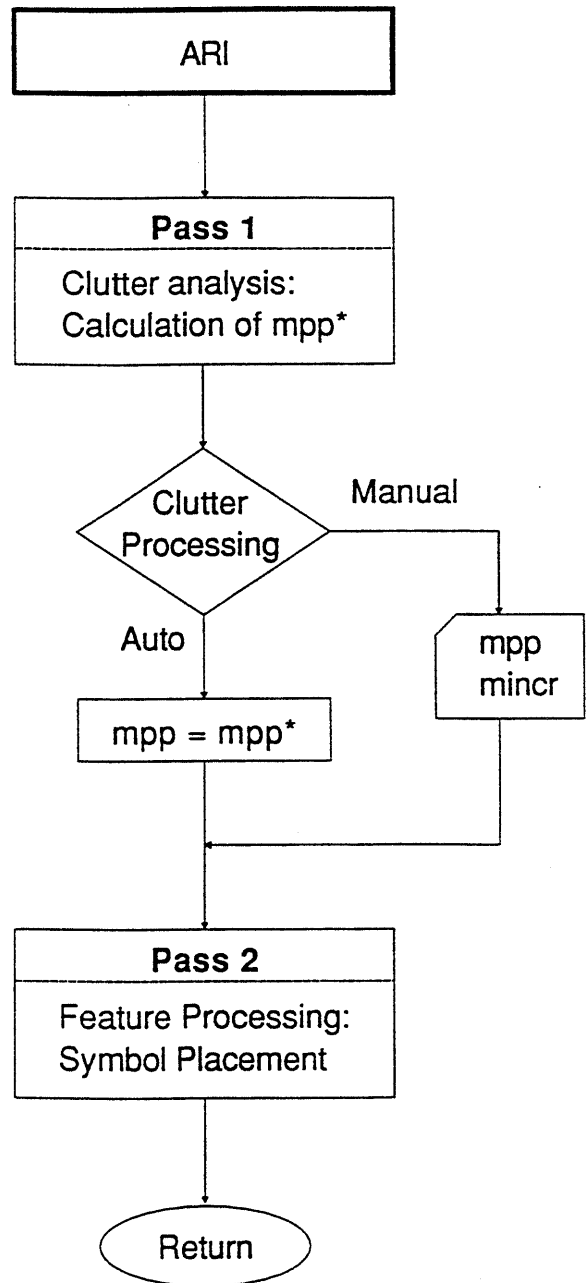 ARI
Pass 1
Clutter analysis:
Calculation of mpp*
Clutter
Processing
Manual
Auto
mpp
mincr
mpp = mpp*
Pass 2
Feature Processing:
Symbol Placement
Return